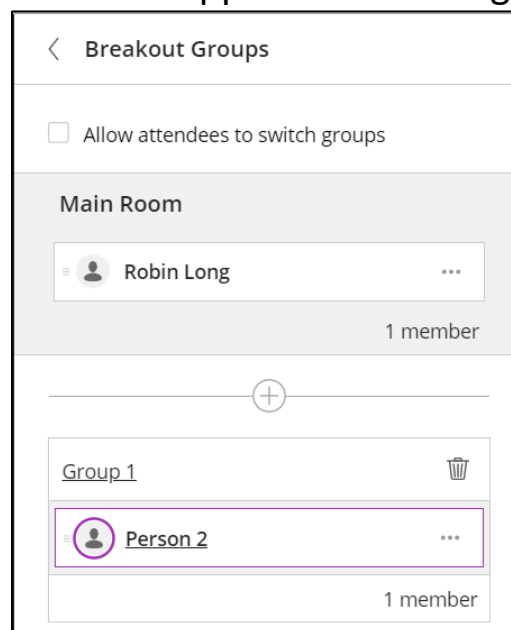 Breakout Groups
Allow attendees to switch groups
Main Room
Robin Long
1 member
Group 1
Person 2
1 member